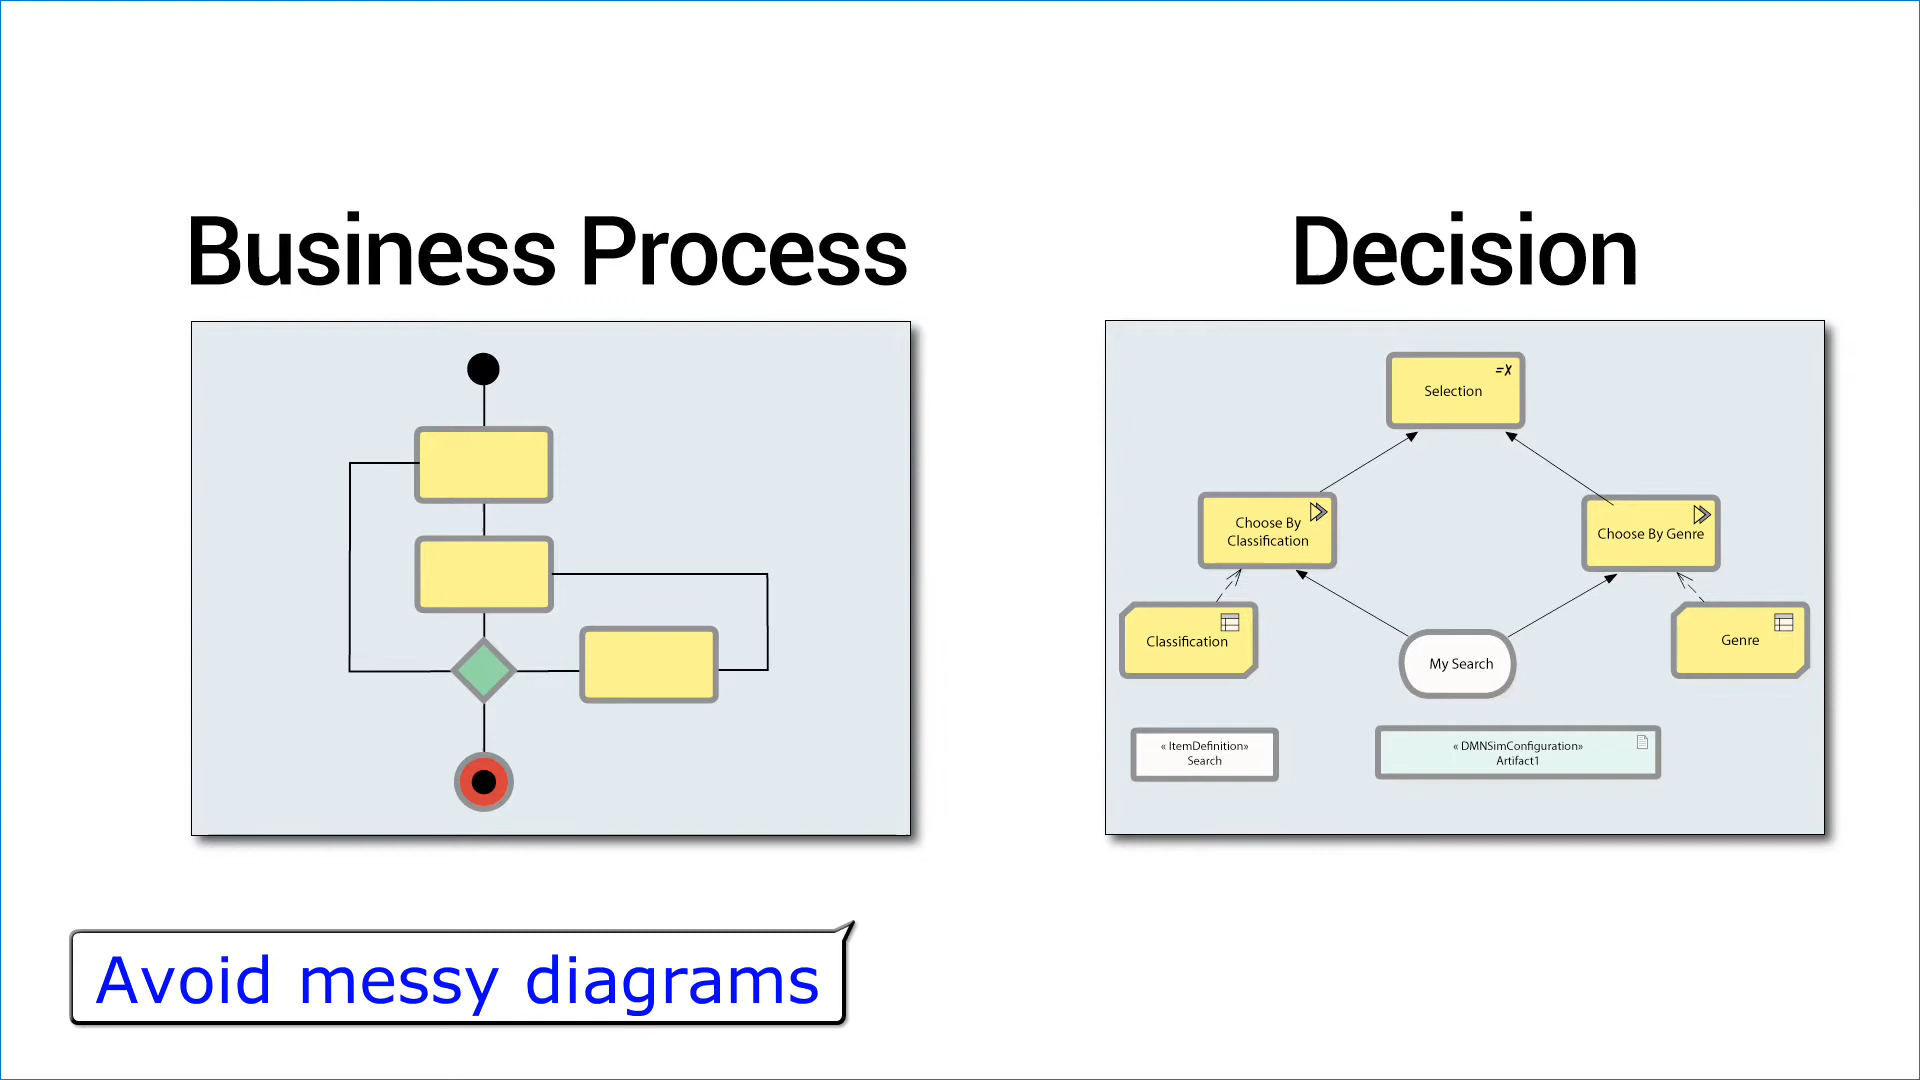 Business Process
Decision
=X
Selection
Choose By
Classification
Choose By Genre
Classification
Genre
My Search
« ItemDefinition»
Search
« DMNSimConfiguration»
Artifact1
Avoid messy diagrams